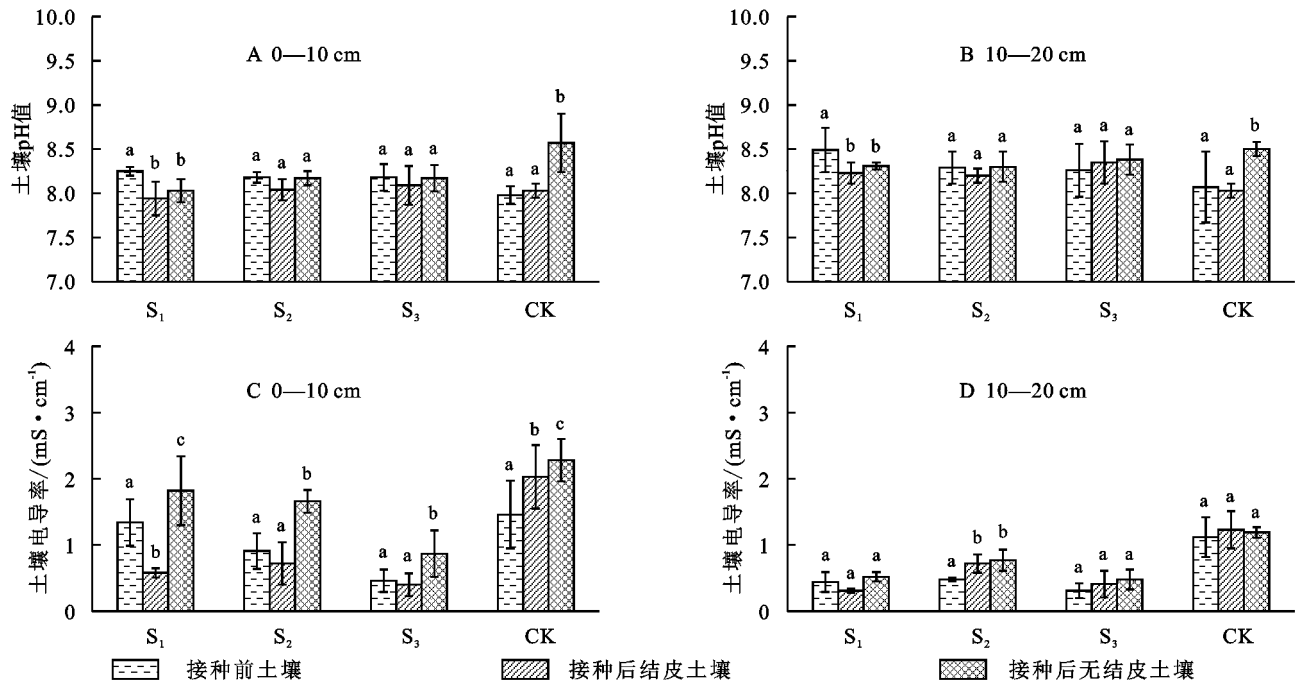 A 0—10 cm
土壤pH值
10.0
9.5
9.0
8.5
8.0
7.5
7.0
a b b a a a a a a a a b
S₁ S₂ S₃ CK
B 10—20 cm
土壤pH值
10.0
9.5
9.0
8.5
8.0
7.5
7.0
a b b a a a a a a a a b
S₁ S₂ S₃ CK
C 0—10 cm
土壤电导率/(mS·cm⁻¹)
4
3
2
1
0
a b c a a b a a b a b c
S₁ S₂ S₃ CK
D 10—20 cm
土壤电导率/(mS·cm⁻¹)
4
3
2
1
0
a a a a b b a a a a a a
S₁ S₂ S₃ CK
接种前土壤
接种后结皮土壤
接种后无结皮土壤